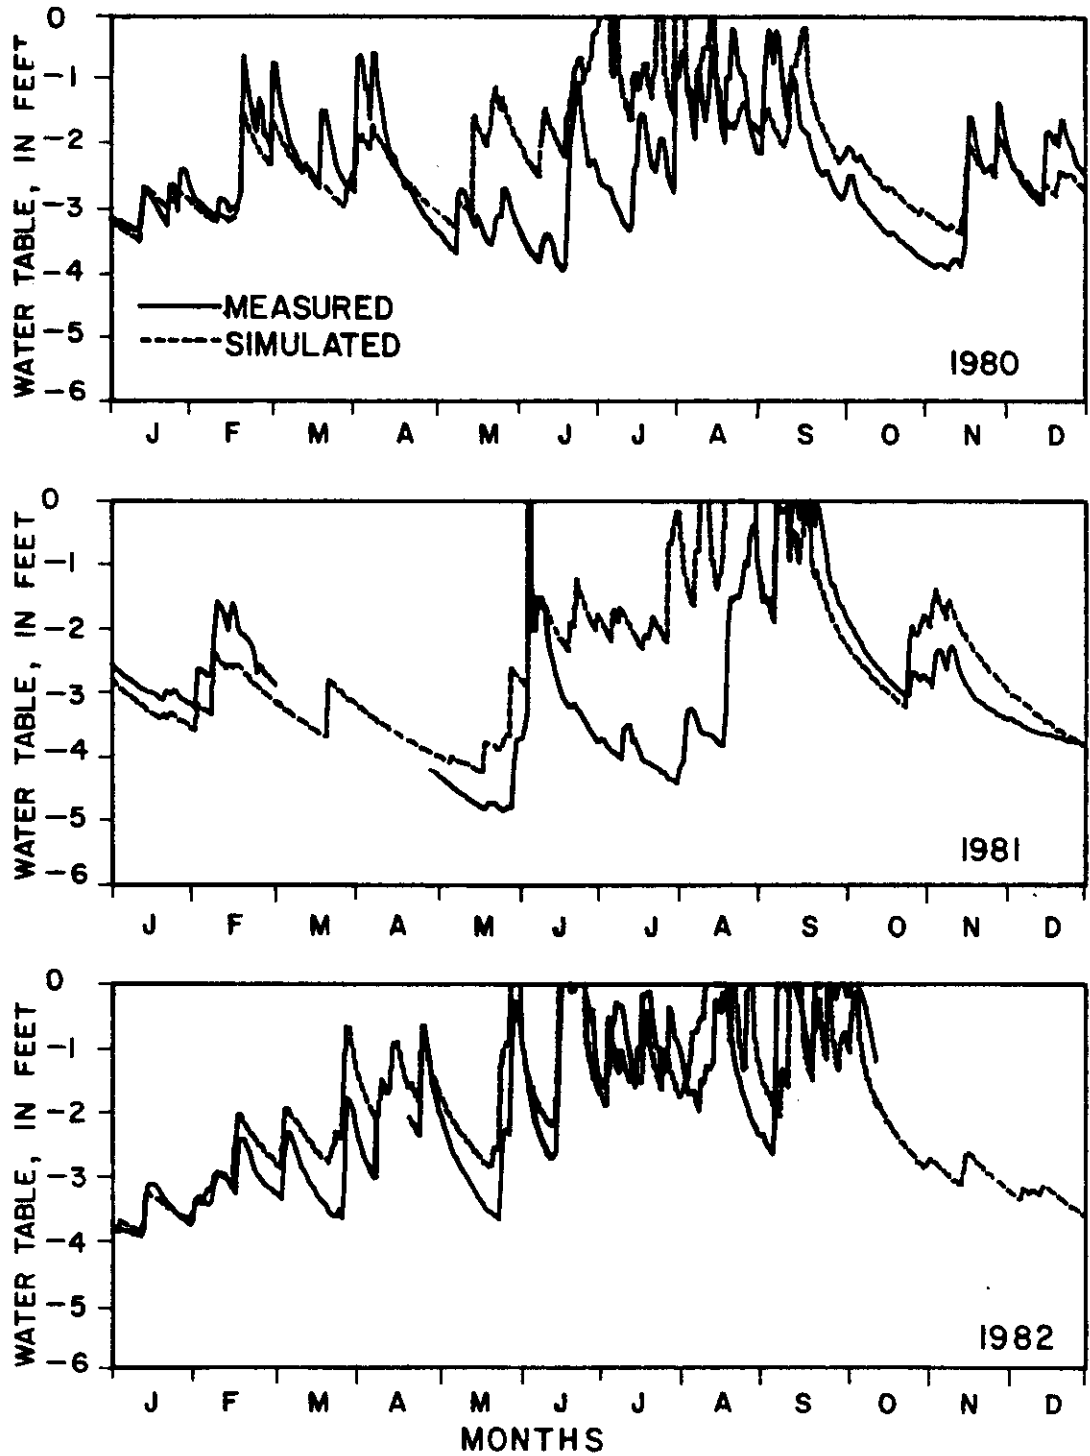 WATER TABLE, IN FEET
0
-1
-2
-3
-4
-5
-6
MEASURED
SIMULATED
1980
J F M A M J J A S O N D
WATER TABLE, IN FEET
0
-1
-2
-3
-4
-5
-6
1981
J F M A M J J A S O N D
WATER TABLE, IN FEET
0
-1
-2
-3
-4
-5
-6
1982
J F M A M J J A S O N D
MONTHS